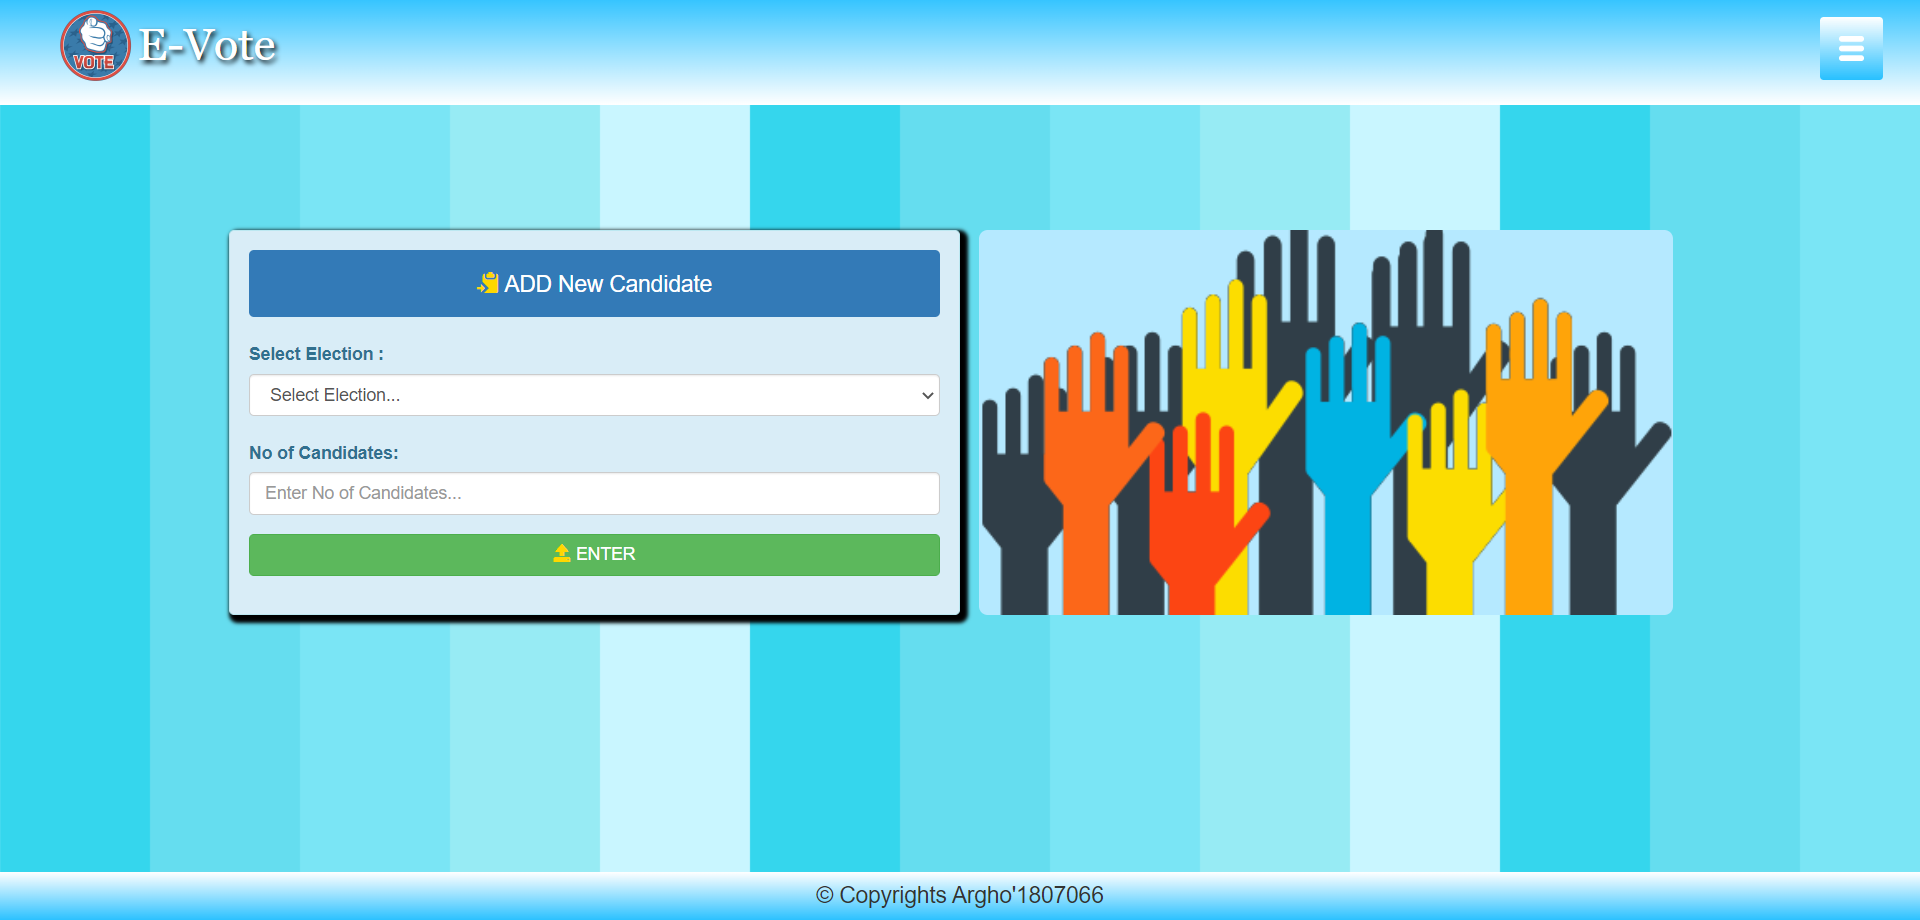 VOTE
E-Vote
ADD New Candidate
Select Election :
Select Election...
No of Candidates:
Enter No of Candidates...
ENTER
© Copyrights Argho'1807066